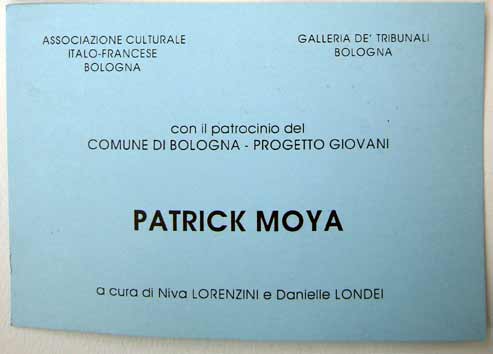 ASSOCIAZIONE CULTURALE
ITALO-FRANCESE
BOLOGNA
GALLERIA DE' TRIBUNALI
BOLOGNA
con il patrocinio del
COMUNE DI BOLOGNA - PROGETTO GIOVANI
PATRICK MOYA
a cura di Niva LORENZINI e Danielle LONDEI